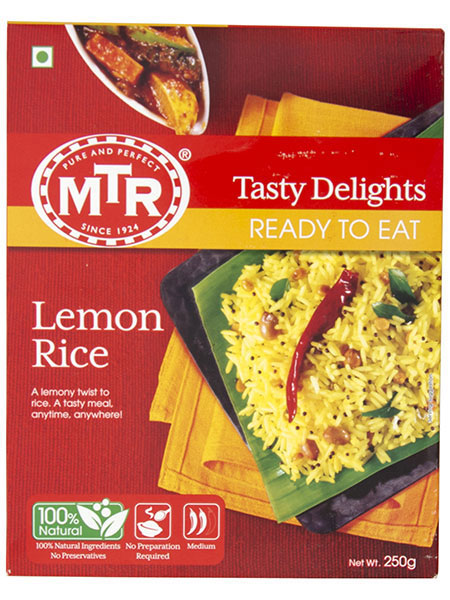 PURE AND PERFECT
MTR®
SINCE 1924
Tasty Delights
READY TO EAT
Lemon
Rice
A lemony twist to
rice. A tasty meal,
anytime, anywhere!
100%
Natural
100% Natural Ingredients
No Preservatives
No Preparation
Required
Medium
Net Wt. 250g